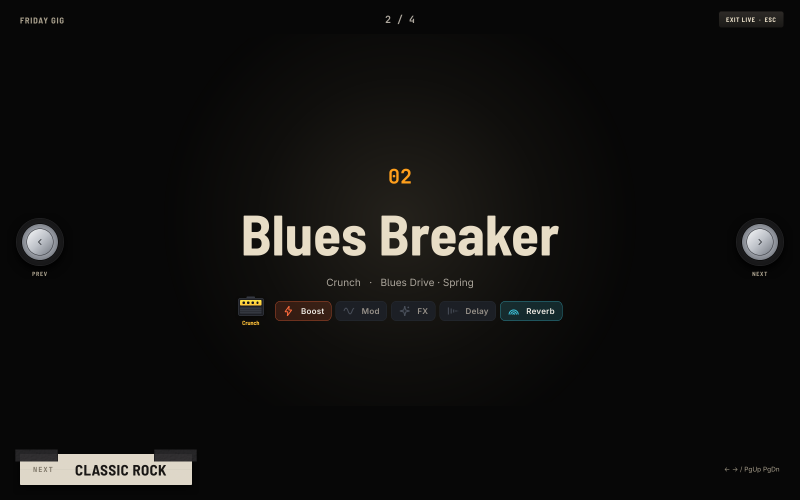 FRIDAY GIG
2 / 4
EXIT LIVE · ESC
02
Blues Breaker
Crunch · Blues Drive · Spring
Crunch
Boost
Mod
FX
Delay
Reverb
PREV
NEXT
NEXT CLASSIC ROCK
← → / PgUp PgDn